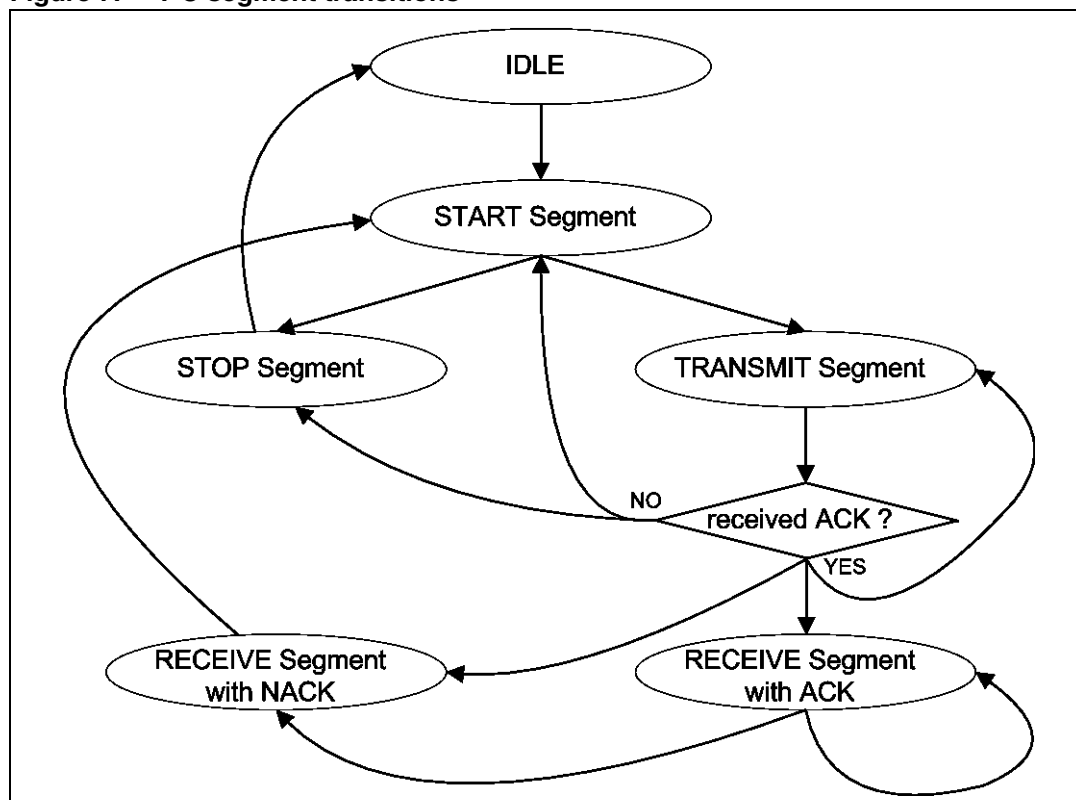 IDLE
START Segment
STOP Segment
TRANSMIT Segment
NO
received ACK ?
YES
RECEIVE Segment
with NACK
RECEIVE Segment
with ACK